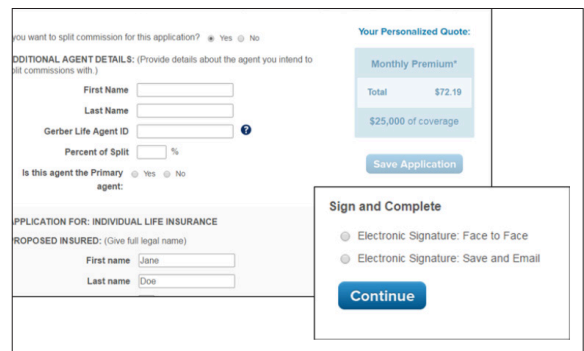 you want to split commission for this application? Yes No
DDITIONAL AGENT DETAILS: (Provide details about the agent you intend to
plit commissions with.)
First Name
Last Name
Gerber Life Agent ID ?
Percent of Split %
Is this agent the Primary Yes No
agent:
APPLICATION FOR: INDIVIDUAL LIFE INSURANCE
PROPOSED INSURED: (Give full legal name)
First name Jane
Last name Doe
Your Personalized Quote:
Monthly Premium*
Total $72.19
$25,000 of coverage
Save Application
Sign and Complete
Electronic Signature: Face to Face
Electronic Signature: Save and Email
Continue